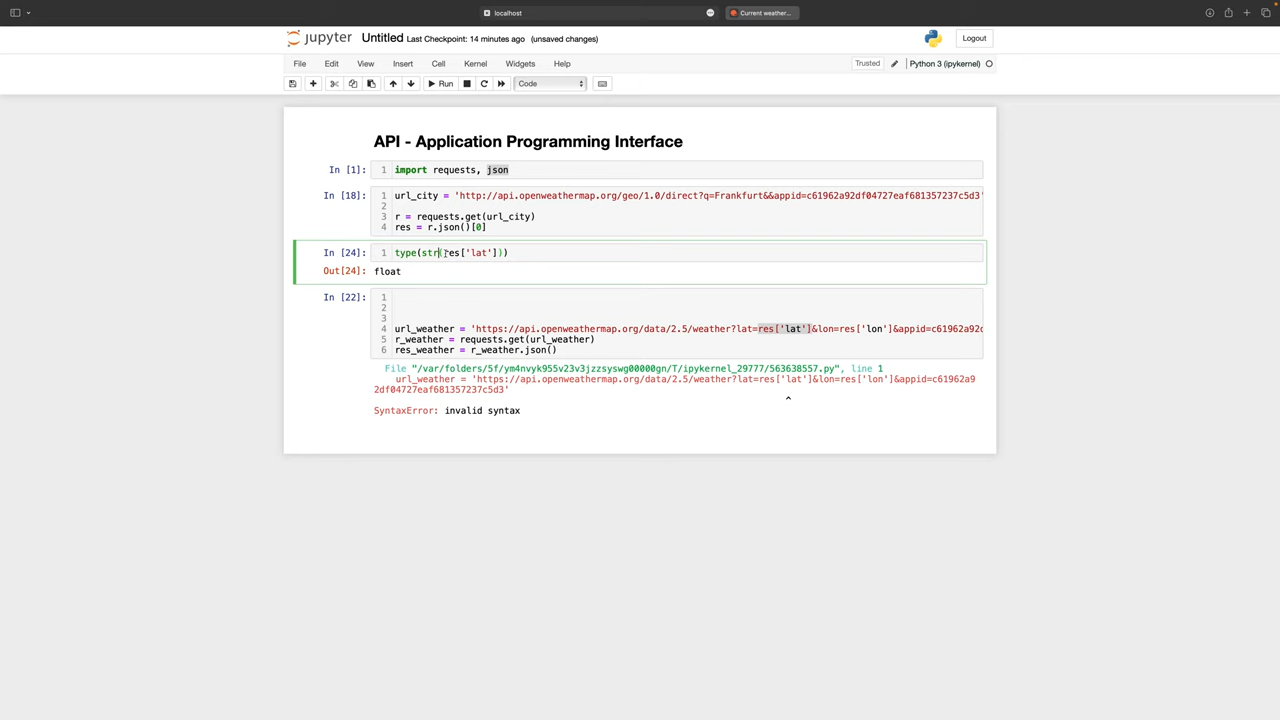 localhost
Current weather...
jupyter Untitled Last Checkpoint: 14 minutes ago (unsaved changes)
Logout
File Edit View Insert Cell Kernel Widgets Help
Trusted Python 3 (ipykernel)
Run Code
API - Application Programming Interface
In [1]: 1 import requests, json
In [18]: 1 url_city = 'http://api.openweathermap.org/geo/1.0/direct?q=Frankfurt&&appid=c61962a92df04727eaf681357237c5d3'
2
3 r = requests.get(url_city)
4 res = r.json()[0]
In [24]: 1 type(str(res['lat']))
Out[24]: float
In [22]: 1
2
3
4 url_weather = 'https://api.openweathermap.org/data/2.5/weather?lat=res['lat']&lon=res['lon']&appid=c61962a92c
5 r_weather = requests.get(url_weather)
6 res_weather = r_weather.json()
File "/var/folders/5f/ym4nvyk955v23v3jzzsyswg00000gn/T/ipykernel_29777/563638557.py", line 1
url_weather = 'https://api.openweathermap.org/data/2.5/weather?lat=res['lat']&lon=res['lon']&appid=c61962a9
2df04727eaf681357237c5d3'
^
SyntaxError: invalid syntax